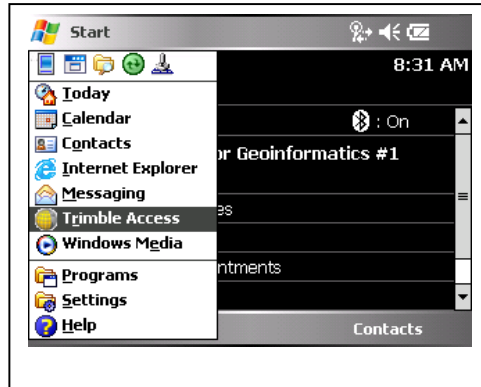 Start
8:31 AM
Today
Calendar
: On
Contacts
or Geoinformatics #1
Internet Explorer
Messaging
Trimble Access
es
Windows Media
Programs
ntments
Settings
Help
Contacts